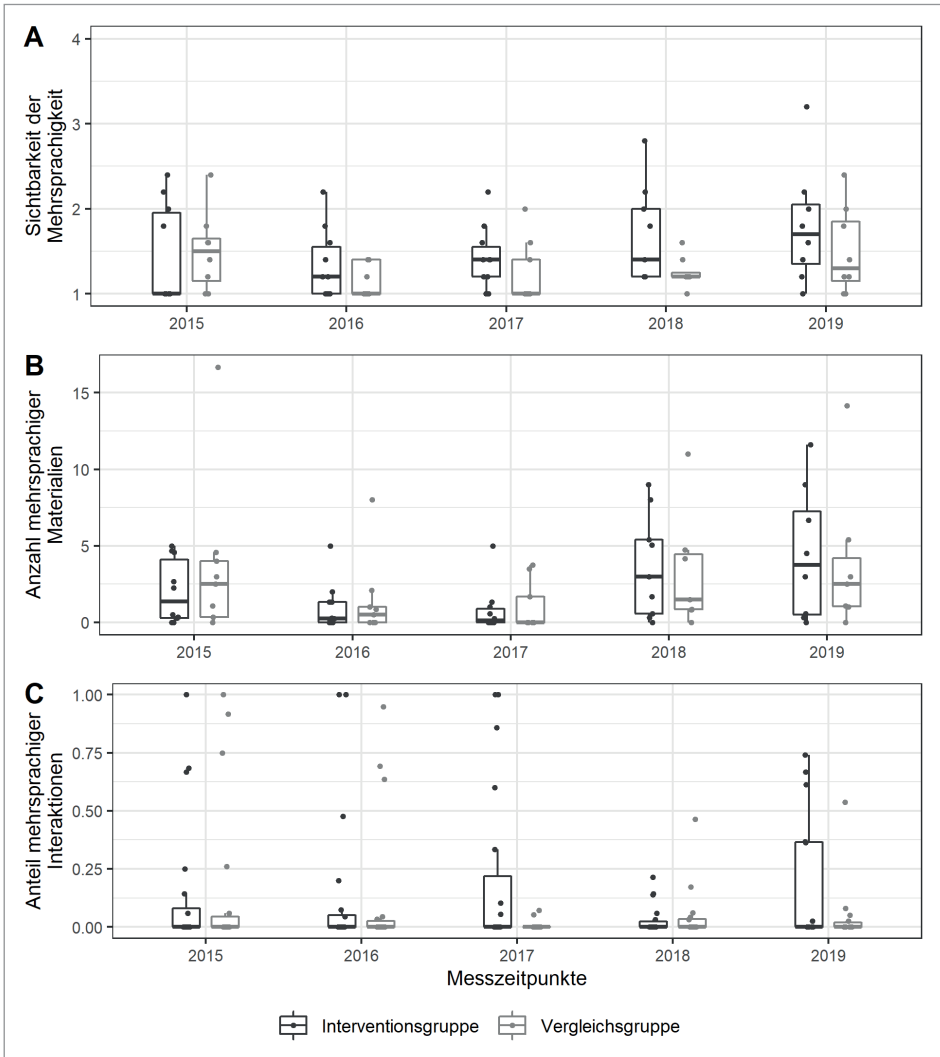 A
Sichtbarkeit der
Mehrsprachigkeit
4
3
2
1
2015 2016 2017 2018 2019
B
Anzahl mehrsprachiger
Materialien
15
10
5
0
2015 2016 2017 2018 2019
C
Anteil mehrsprachiger
Interaktionen
1.00
0.75
0.50
0.25
0.00
2015 2016 2017 2018 2019
Messzeitpunkte
Interventionsgruppe Vergleichsgruppe